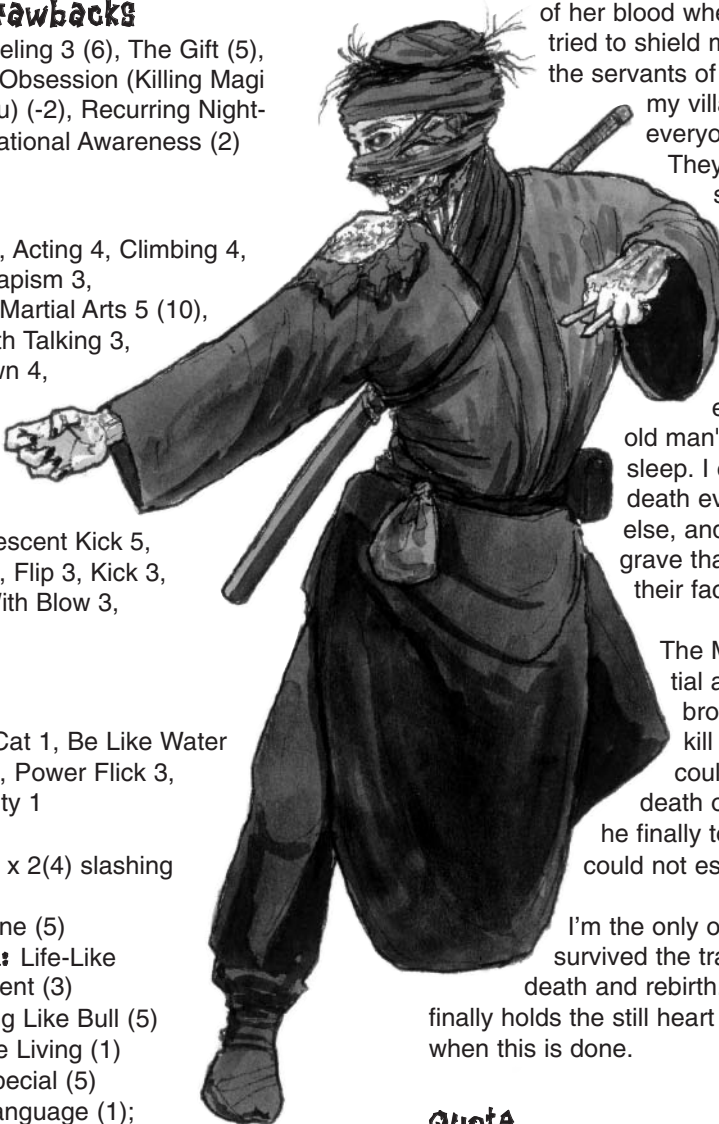 rawbacks
eling 3 (6), The Gift (5),
Obsession (Killing Magi
u) (-2), Recurring Night-
ational Awareness (2)
, Acting 4, Climbing 4,
apism 3,
Martial Arts 5 (10),
th Talking 3,
wn 4,
escent Kick 5,
, Flip 3, Kick 3,
With Blow 3,
Cat 1, Be Like Water
, Power Flick 3,
ty 1
x 2(4) slashing
ne (5)
: Life-Like
ent (3)
g Like Bull (5)
e Living (1)
pecial (5)
anguage (1);
of her blood whe
tried to shield m
the servants of
my villa
everyo
They
s
e
old man's
sleep. I c
death ev
else, and
grave tha
their fac
The M
tial a
bro
kill
coul
death o
he finally to
could not es
I'm the only o
survived the tra
death and rebirth.
finally holds the still heart
when this is done.
Quote